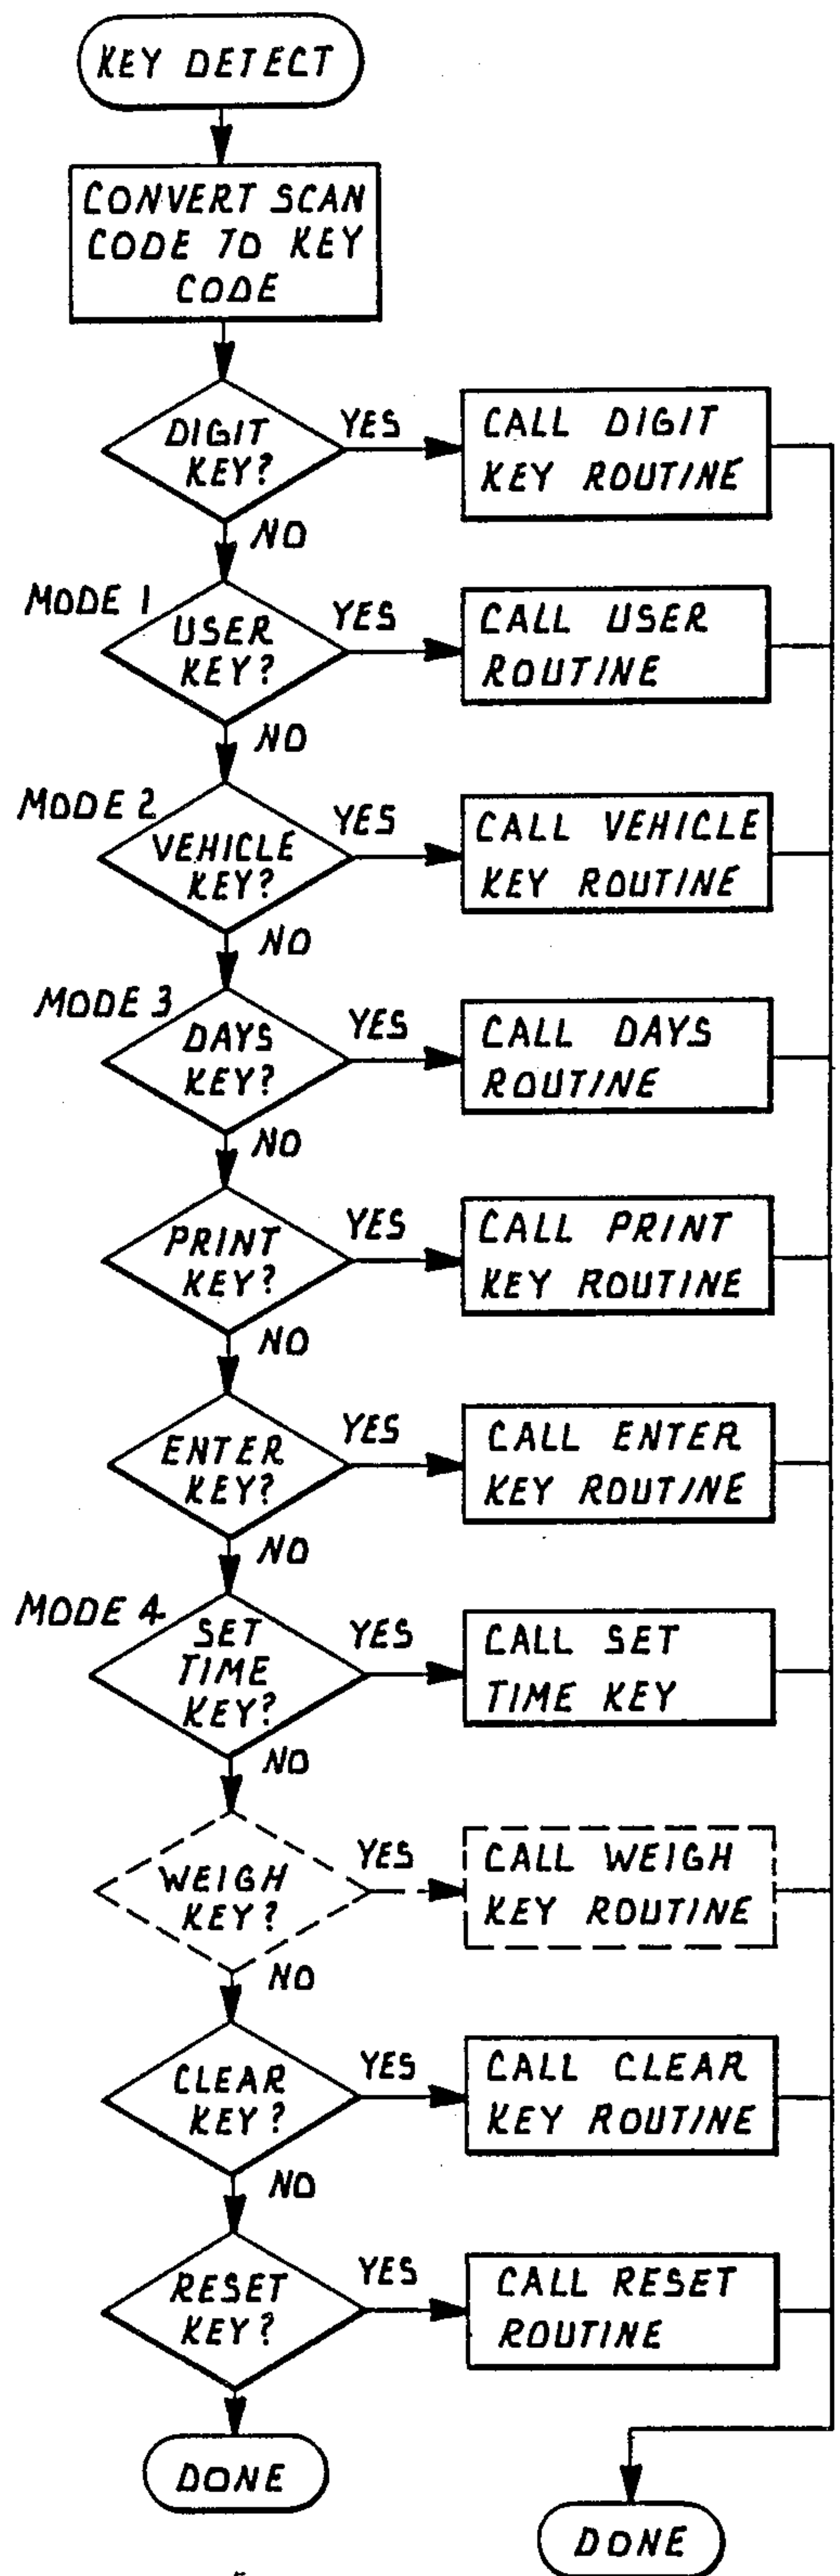 KEY DETECT
CONVERT SCAN
CODE TO KEY
CODE
DIGIT
KEY?
YES
CALL DIGIT
KEY ROUTINE
NO
MODE 1
USER
KEY?
YES
CALL USER
ROUTINE
NO
MODE 2
VEHICLE
KEY?
YES
CALL VEHICLE
KEY ROUTINE
NO
MODE 3
DAYS
KEY?
YES
CALL DAYS
ROUTINE
NO
PRINT
KEY?
YES
CALL PRINT
KEY ROUTINE
NO
ENTER
KEY?
YES
CALL ENTER
KEY ROUTINE
NO
MODE 4
SET
TIME
KEY?
YES
CALL SET
TIME KEY
NO
WEIGH
KEY?
YES
CALL WEIGH
KEY ROUTINE
NO
CLEAR
KEY?
YES
CALL CLEAR
KEY ROUTINE
NO
RESET
KEY?
YES
CALL RESET
ROUTINE
DONE
DONE